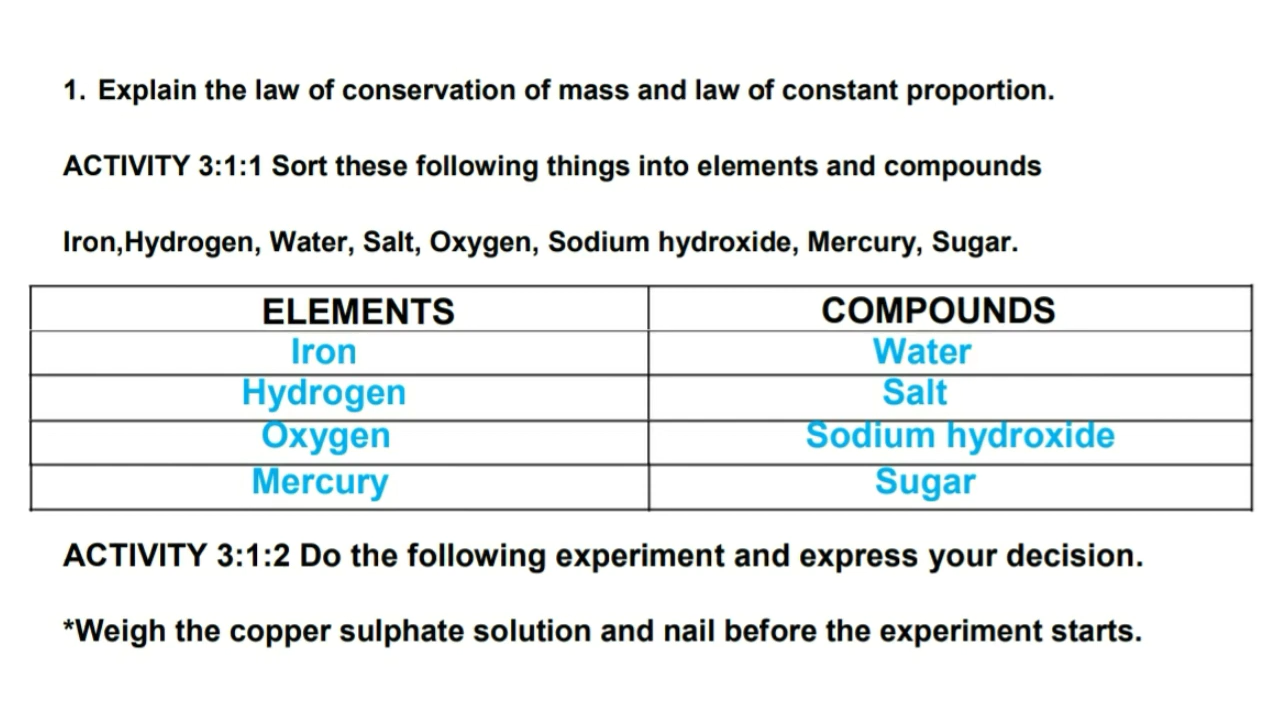 1. Explain the law of conservation of mass and law of constant proportion.
ACTIVITY 3:1:1 Sort these following things into elements and compounds
Iron,Hydrogen, Water, Salt, Oxygen, Sodium hydroxide, Mercury, Sugar.
ELEMENTS COMPOUNDS
Iron Water
Hydrogen Salt
Oxygen Sodium hydroxide
Mercury Sugar
ACTIVITY 3:1:2 Do the following experiment and express your decision.
*Weigh the copper sulphate solution and nail before the experiment starts.